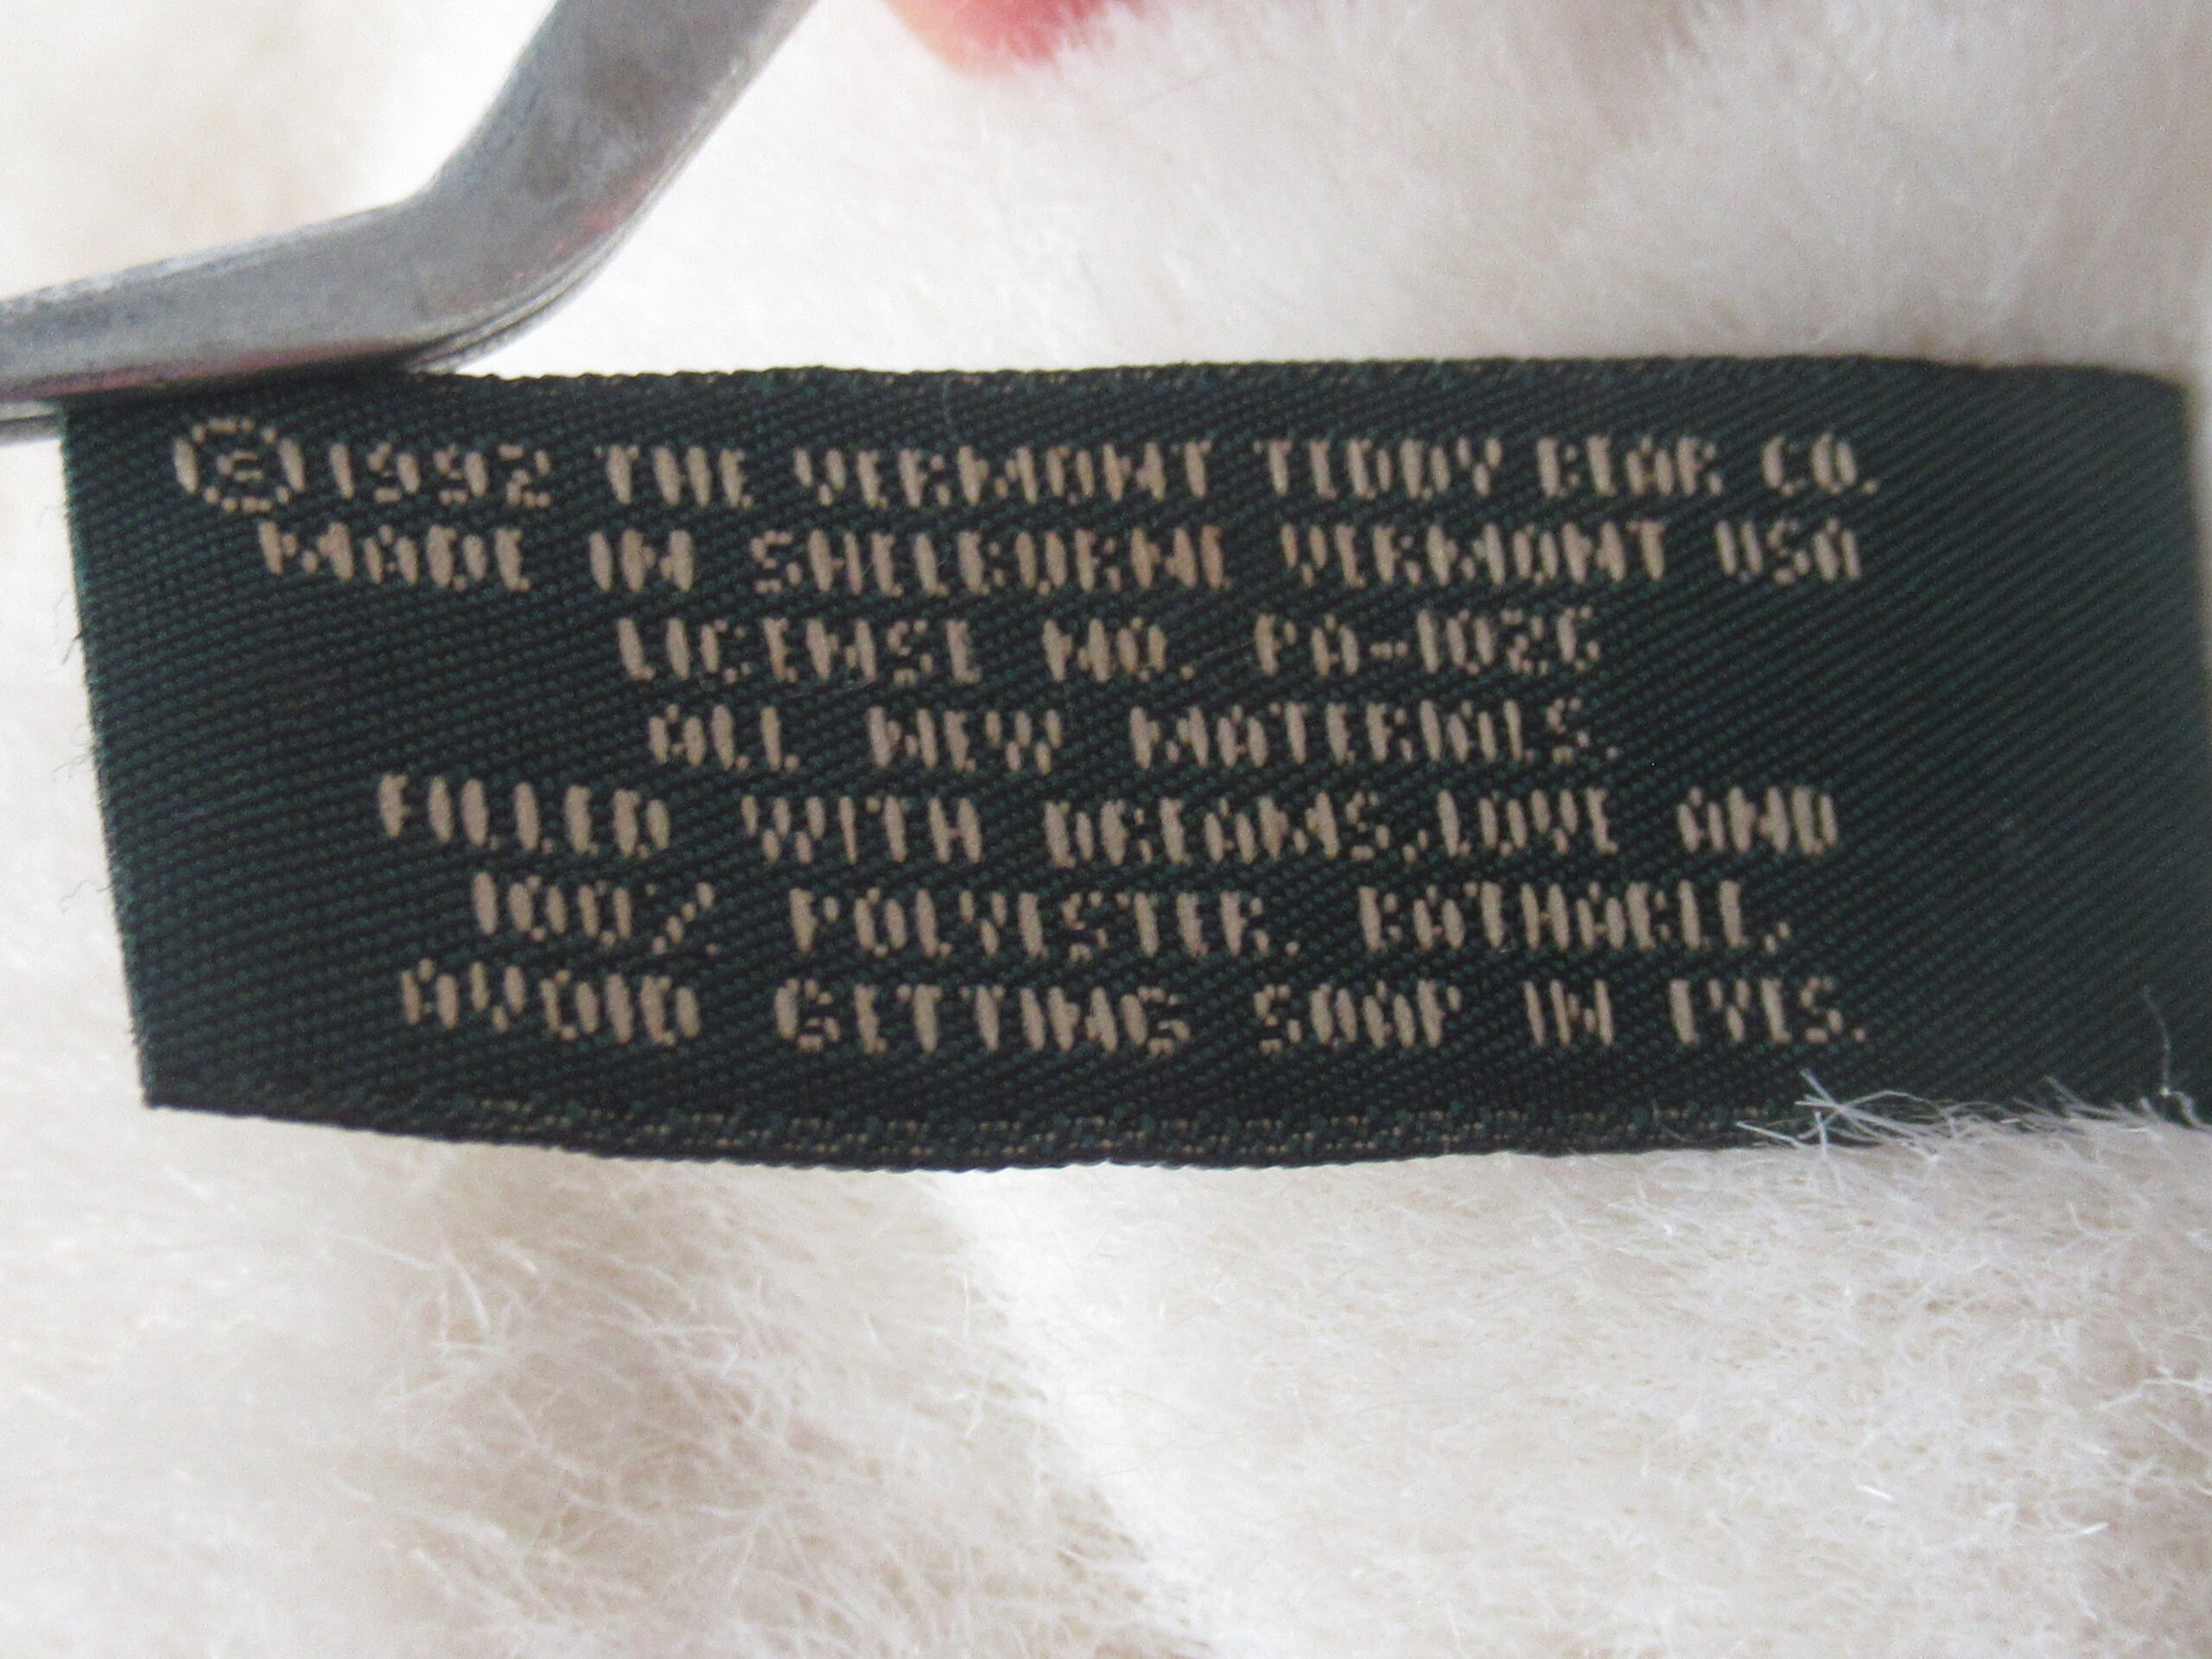 ©1992 THE VERMONT TEDDY BEAR CO.
MADE IN SHELBURNE VERMONT USA
LICENSE NO. PA-1026
ALL NEW MATERIALS.
FILLED WITH DREAMS,LOVE AND
100% POLYESTER. BATHABLE,
AVOID GETTING SOAP IN EYES.